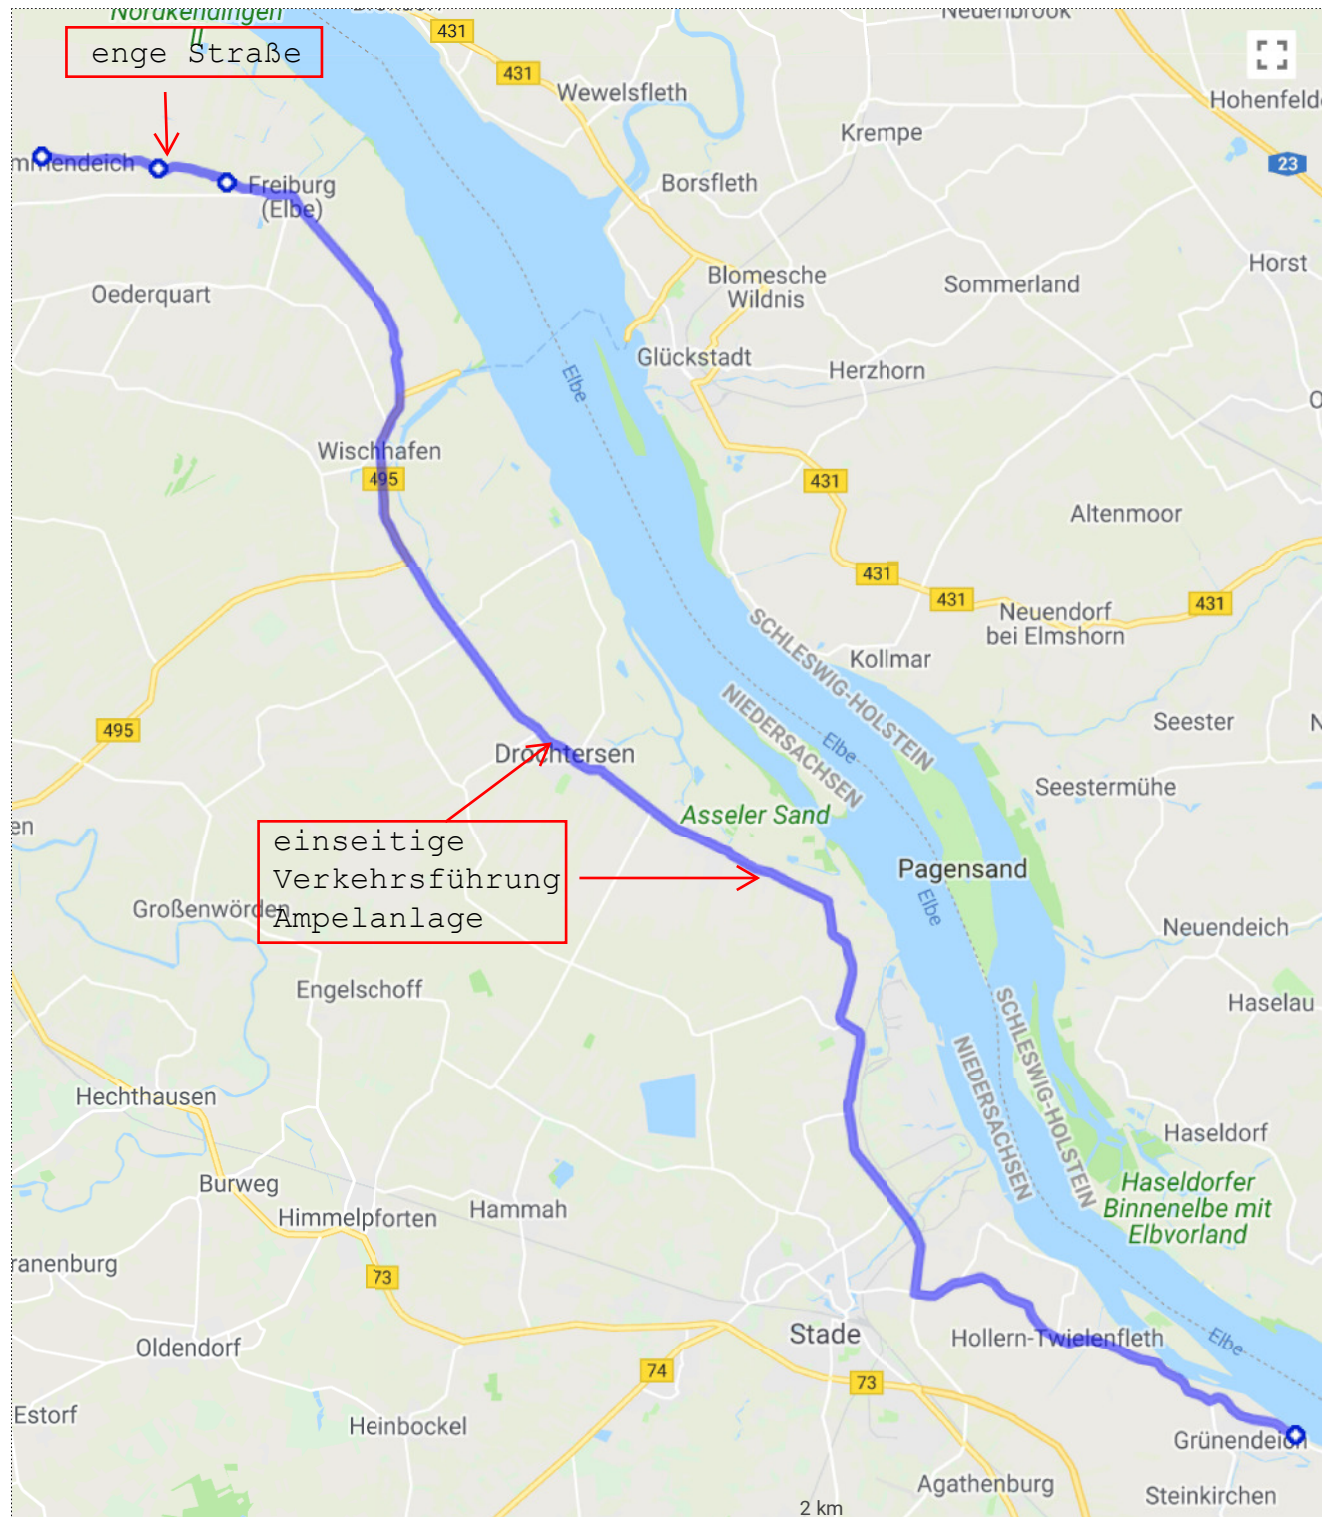 Nordkehdingen
enge Straße
431
Neuenbrook
431
Wewelsfleth
Hohenfelde
Krempe
mmendeich
23
Borsfleth
Freiburg
(Elbe)
Horst
Blomesche
Wildnis
Sommerland
Oederquart
Glückstadt
Herzhorn
Elbe
Wischhafen
495
431
Altenmoor
431
431
431
Neuendorf
bei Elmshorn
SCHLESWIG-HOLSTEIN
Kollmar
NIEDERSACHSEN
495
Seester
Elbe
Drochtersen
Seestermühe
Asseler Sand
en
einseitige
Verkehrsführung
Ampelanlage
Pagensand
Elbe
Großenwörden
Neuendeich
Engelschoff
SCHLESWIG-HOLSTEIN
Haselau
NIEDERSACHSEN
Hechthausen
Haseldorf
Burweg
Haseldorfer
Binnenelbe mit
Elbvorland
Hammah
Himmelpforten
ranenburg
73
Stade
Hollern-Twielenfleth
Elbe
Oldendorf
74
73
Estorf
Heinbockel
Grünendeich
Agathenburg
Steinkirchen
2 km